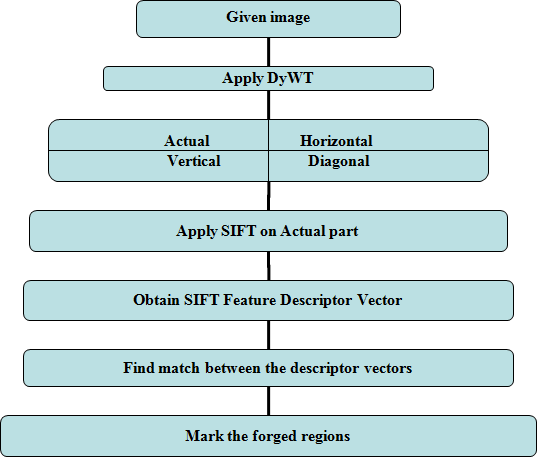 Given image
Apply DyWT
Actual Horizontal
Vertical Diagonal
Apply SIFT on Actual part
Obtain SIFT Feature Descriptor Vector
Find match between the descriptor vectors
Mark the forged regions